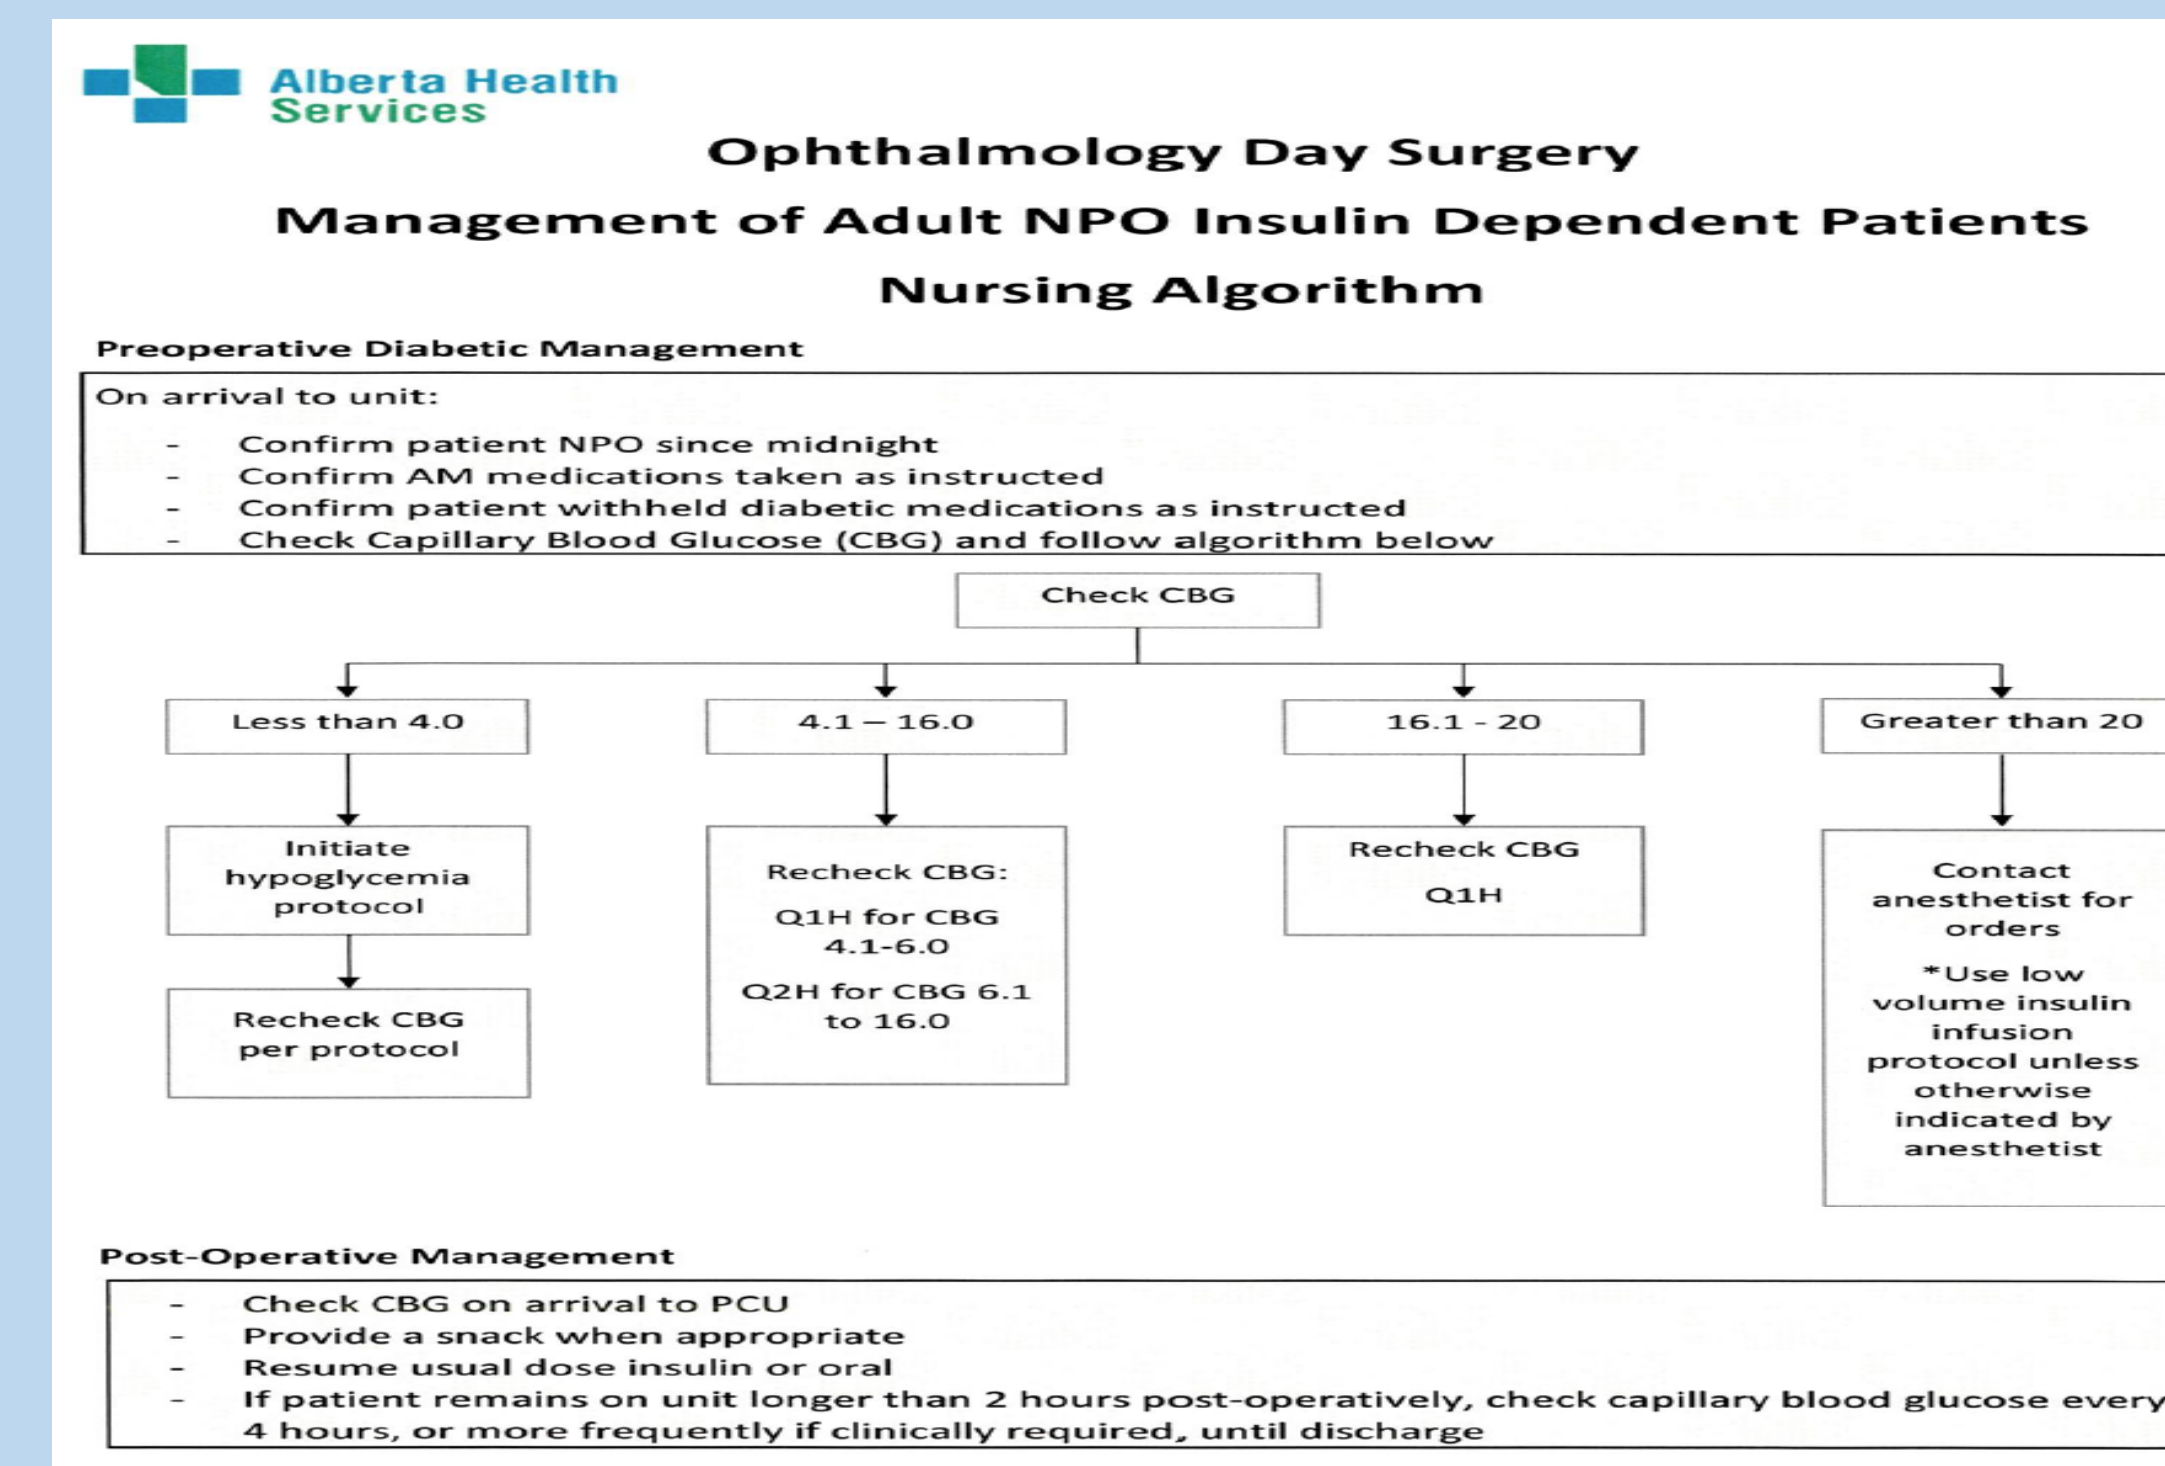 Alberta Health
Services
Ophthalmology Day Surgery
Management of Adult NPO Insulin Dependent Patients
Nursing Algorithm
Preoperative Diabetic Management
On arrival to unit:
- Confirm patient NPO since midnight
- Confirm AM medications taken as instructed
- Confirm patient withheld diabetic medications as instructed
- Check Capillary Blood Glucose (CBG) and follow algorithm below
Check CBG
Less than 4.0
Initiate
hypoglycemia
protocol
Recheck CBG
per protocol
4.1 – 16.0
Recheck CBG:
Q1H for CBG
4.1-6.0
Q2H for CBG 6.1
to 16.0
16.1 - 20
Recheck CBG
Q1H
Greater than 20
Contact
anesthetist for
orders
*Use low
volume insulin
infusion
protocol unless
otherwise
indicated by
anesthetist
Post-Operative Management
- Check CBG on arrival to PCU
- Provide a snack when appropriate
- Resume usual dose insulin or oral
- If patient remains on unit longer than 2 hours post-operatively, check capillary blood glucose every
4 hours, or more frequently if clinically required, until discharge